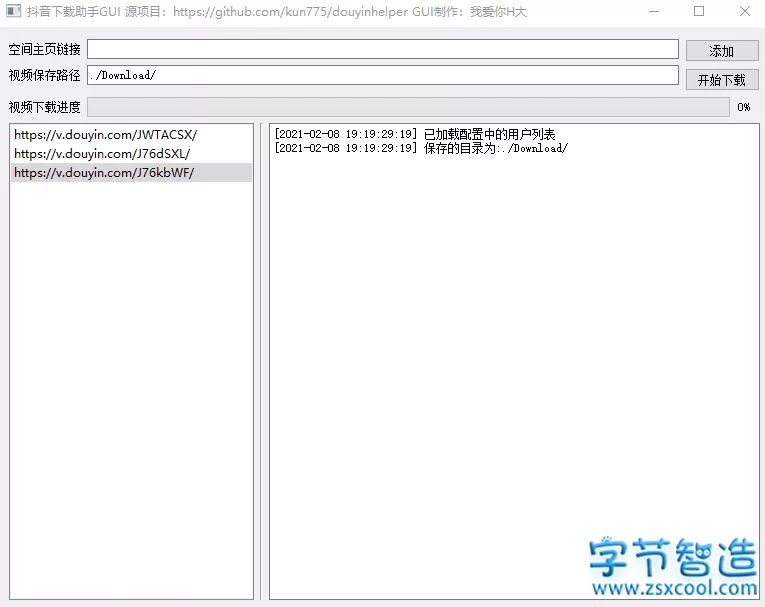 抖音下载助手GUI 源项目：https://github.com/kun775/douyinhelper GUI制作：我爱你H大
空间主页链接
添加
视频保存路径
./Download/
开始下载
视频下载进度
0%
https://v.douyin.com/JWTACSX/
https://v.douyin.com/J76dSXL/
https://v.douyin.com/J76kbWF/
[2021-02-08 19:19:29:19] 已加载配置中的用户列表
[2021-02-08 19:19:29:19] 保存的目录为:./Download/
字节智造
www.zsxcool.com